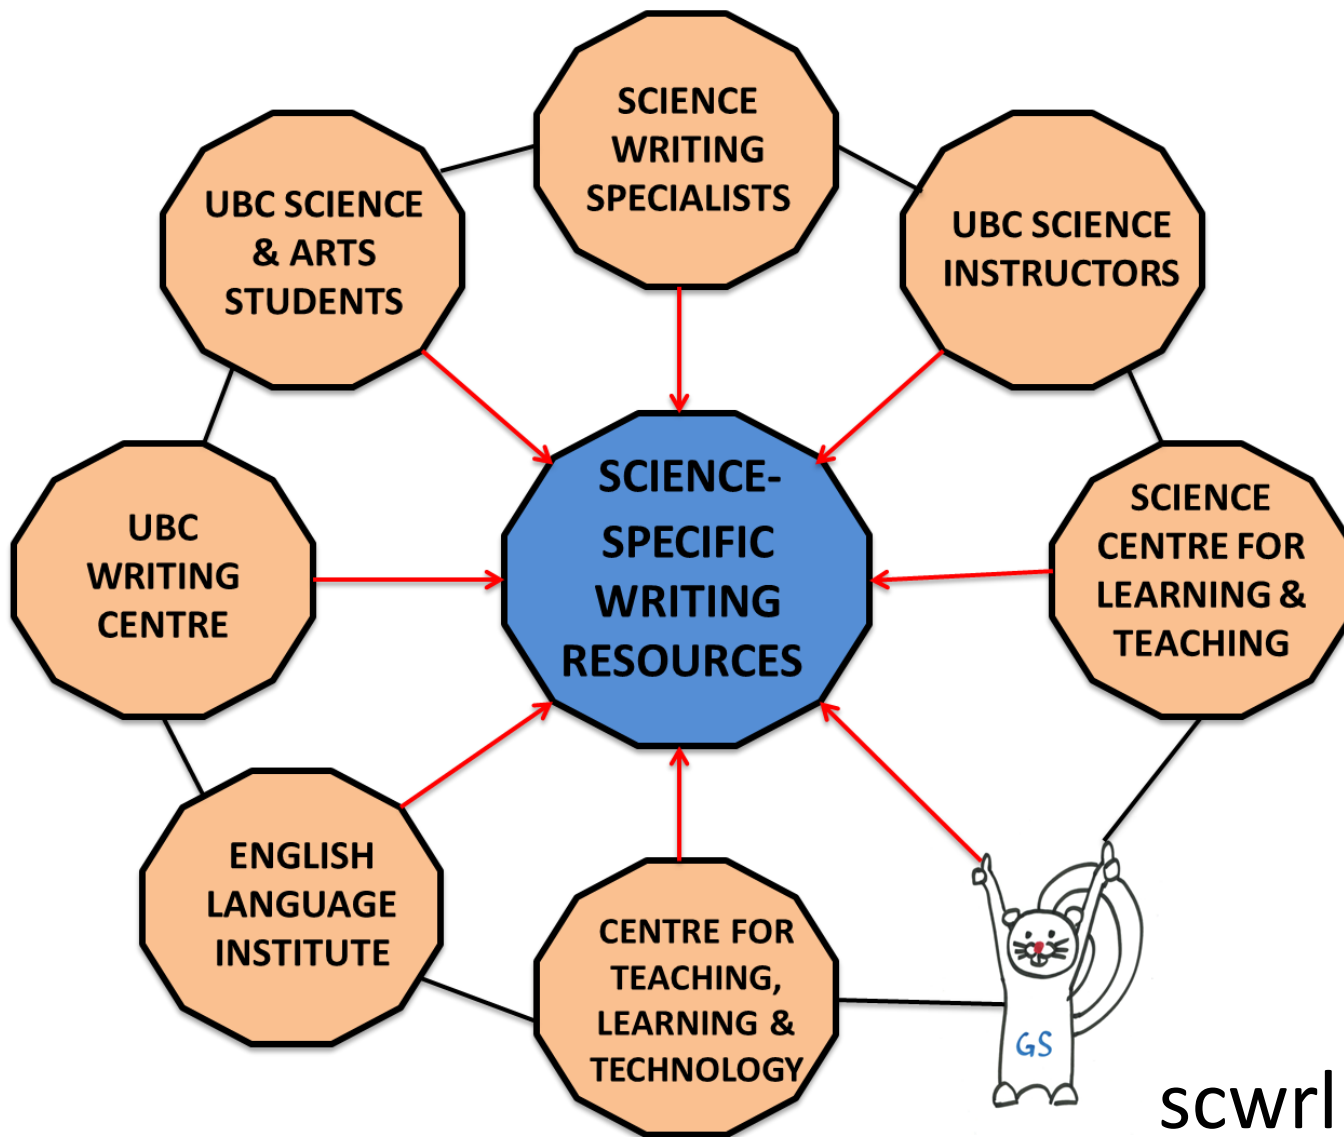 SCIENCE
WRITING
SPECIALISTS
UBC SCIENCE
& ARTS
STUDENTS
UBC SCIENCE
INSTRUCTORS
SCIENCE-
SPECIFIC
WRITING
RESOURCES
UBC
WRITING
CENTRE
SCIENCE
CENTRE FOR
LEARNING &
TEACHING
ENGLISH
LANGUAGE
INSTITUTE
CENTRE FOR
TEACHING,
LEARNING &
TECHNOLOGY
GS
scwrl